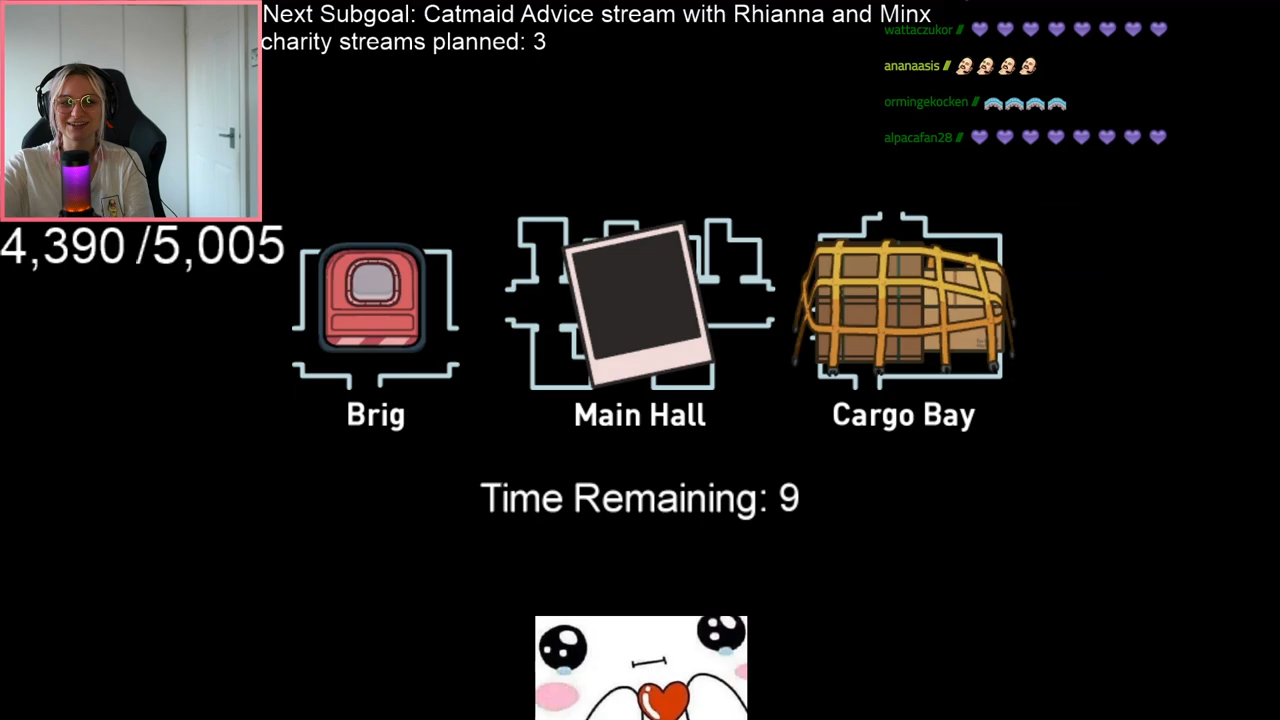 Next Subgoal: Catmaid Advice stream with Rhianna and Minx
charity streams planned: 3
wattaczukor //
ananaasis //
ormingekocken //
alpacafan28 //
4,390 /5,005
Brig
Main Hall
Cargo Bay
Time Remaining: 9